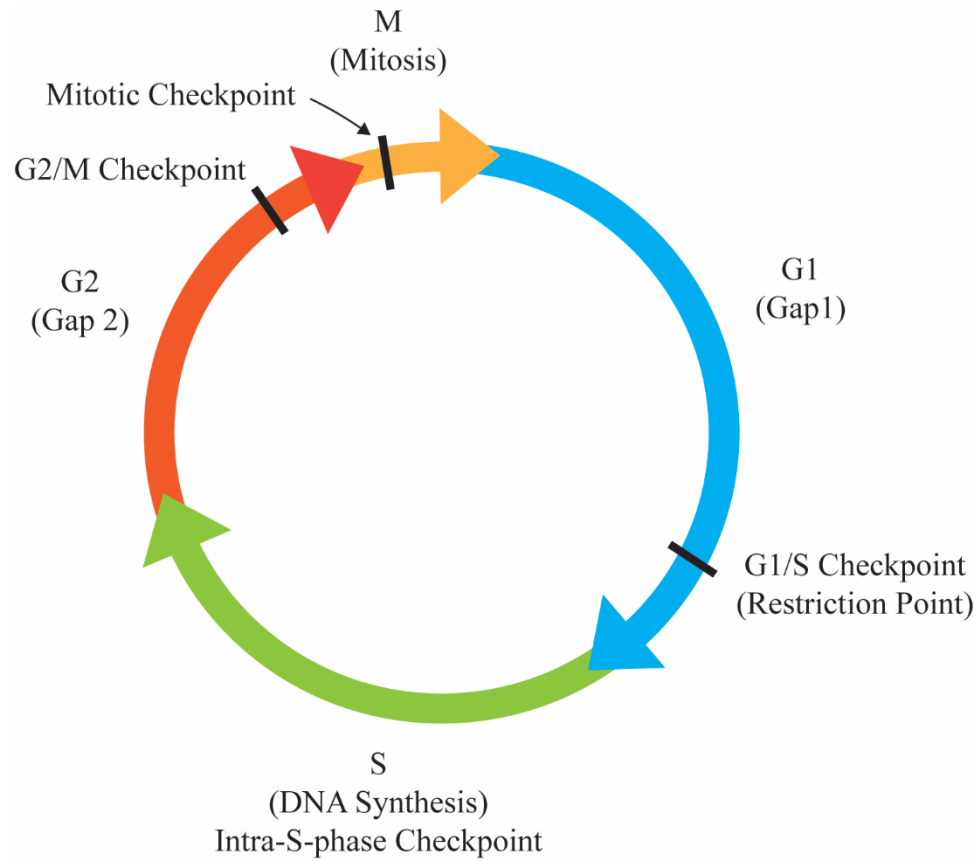 M
(Mitosis)
Mitotic Checkpoint
G2/M Checkpoint
G2
(Gap 2)
G1
(Gap1)
G1/S Checkpoint
(Restriction Point)
S
(DNA Synthesis)
Intra-S-phase Checkpoint